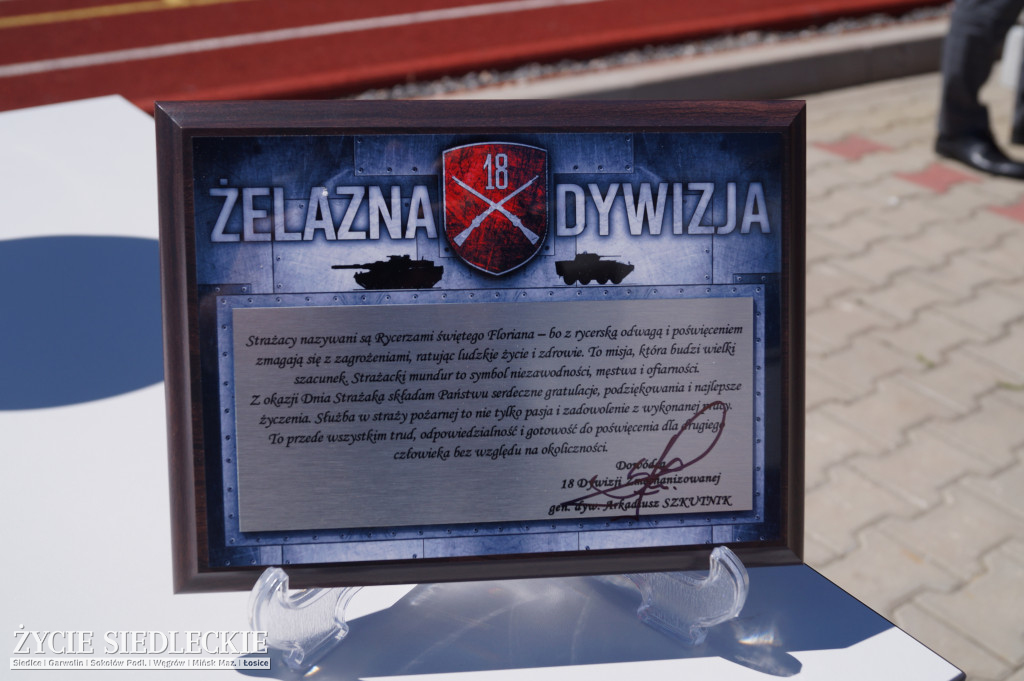 18
ŻELAZNA DYWIZJA
Strażacy nazywani są Rycerzami świętego Floriana – bo z rycerską odwagą i poświęceniem
zmagają się z zagrożeniami, ratując ludzkie życie i zdrowie. To misja, która budzi wielki
szacunek. Strażacki mundur to symbol niezawodności, męstwa i ofiarności.
Z okazji Dnia Strażaka składam Państwu serdeczne gratulacje, podziękowania i najlepsze
życzenia. Służba w straży pożarnej to nie tylko pasja i zadowolenie z wykonanej pracy.
To przede wszystkim trud, odpowiedzialność i gotowość do poświęcenia dla drugiego
człowieka bez względu na okoliczności.
Dowódca
18 Dywizji Zmechanizowanej
gen. dyw. Arkadiusz SZKUTNIK
ŻYCIE SIEDLECKIE
Siedlce | Garwolin | Sokołów Podl. | Węgrów | Mińsk Maz. | Łosice